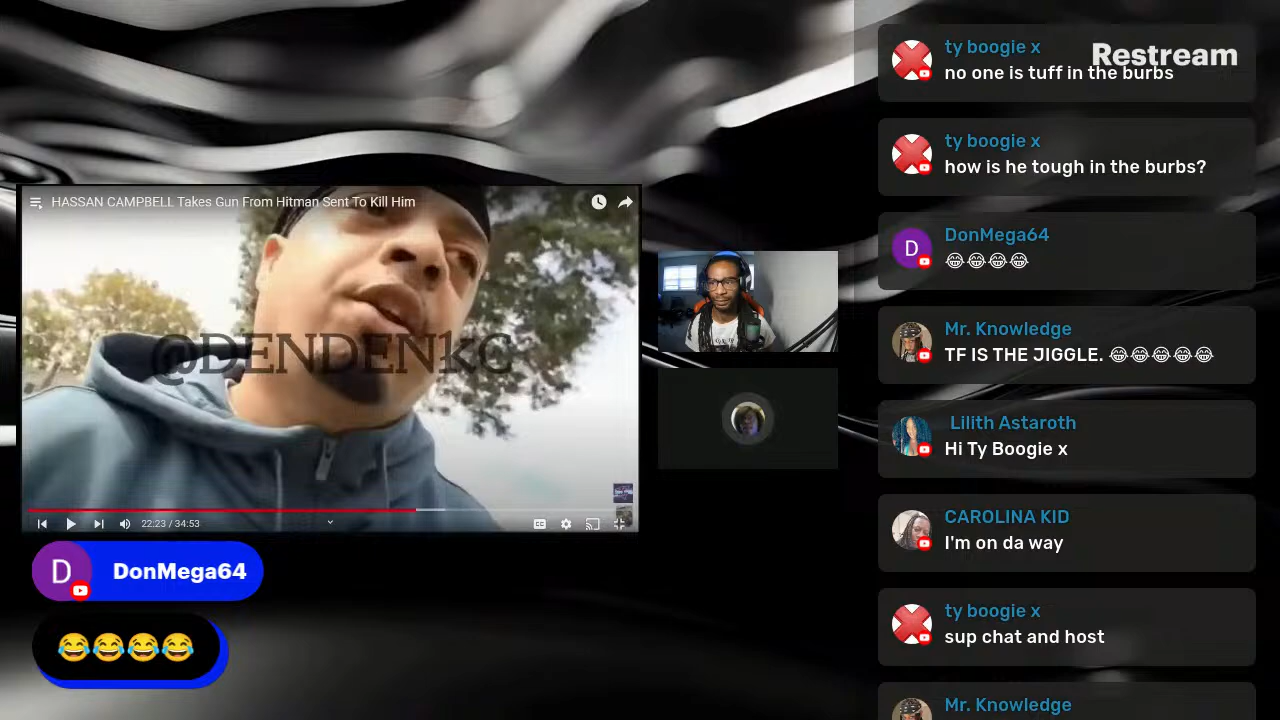 HASSAN CAMPBELL Takes Gun From Hitman Sent To Kill Him
@DENDEN1kC
22:23 / 34:53
CC
D
DonMega64
😂😂😂😂
Restream
ty boogie x
no one is tuff in the burbs
ty boogie x
how is he tough in the burbs?
D
DonMega64
😂😂😂😂
Mr. Knowledge
TF IS THE JIGGLE. 😂😂😂😂😂
Lilith Astaroth
Hi Ty Boogie x
CAROLINA KID
I'm on da way
ty boogie x
sup chat and host
Mr. Knowledge